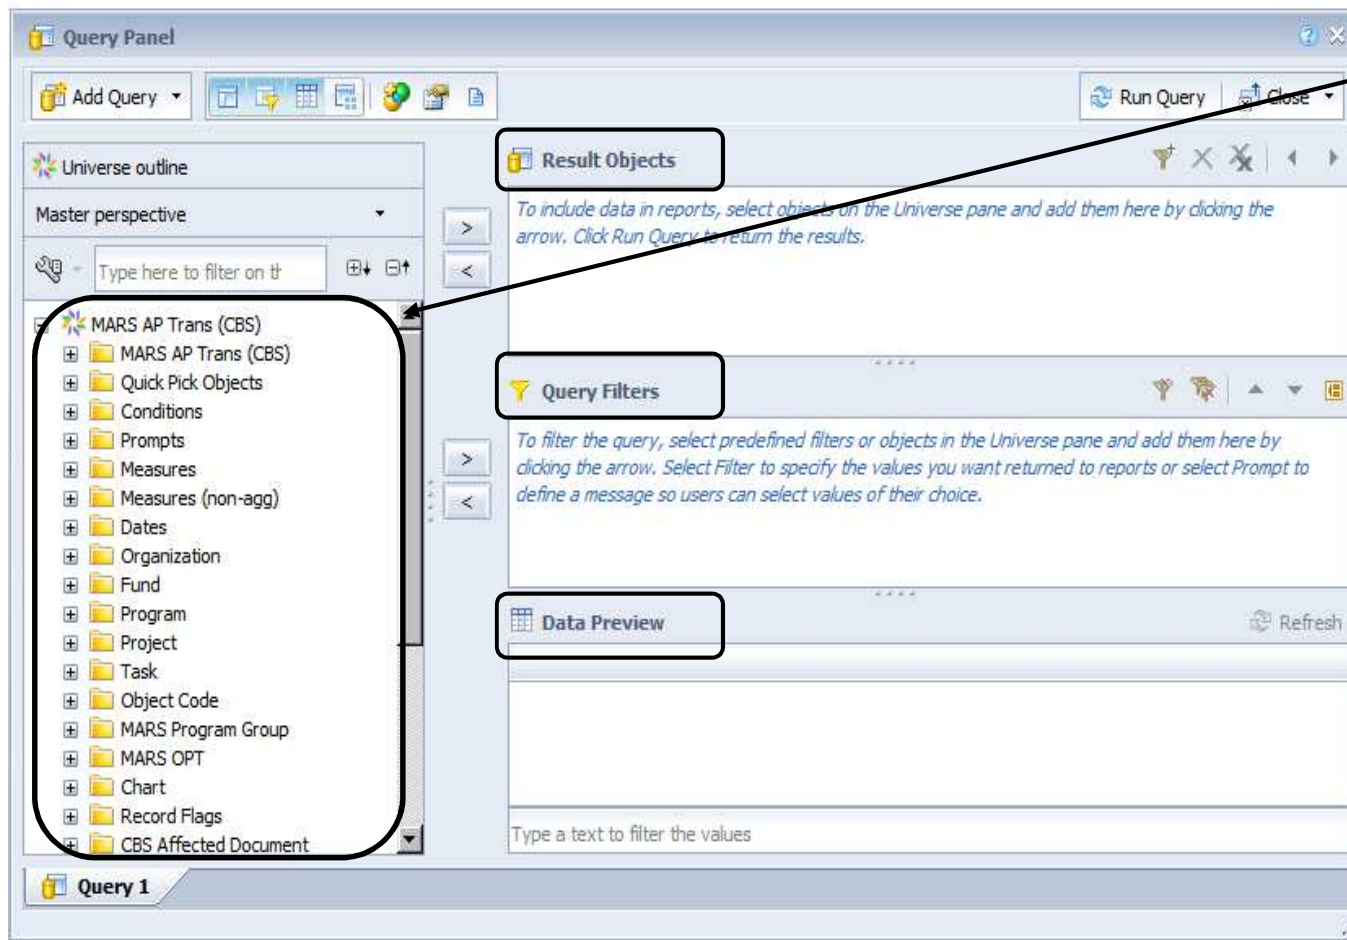 Query Panel
Add Query
Run Query
Close
Universe outline
Master perspective
Type here to filter on th
MARS AP Trans (CBS)
MARS AP Trans (CBS)
Quick Pick Objects
Conditions
Prompts
Measures
Measures (non-agg)
Dates
Organization
Fund
Program
Project
Task
Object Code
MARS Program Group
MARS OPT
Chart
Record Flags
CBS Affected Document
>
<
>
<
Result Objects
To include data in reports, select objects on the Universe pane and add them here by clicking the
arrow. Click Run Query to return the results.
Query Filters
To filter the query, select predefined filters or objects in the Universe pane and add them here by
clicking the arrow. Select Filter to specify the values you want returned to reports or select Prompt to
define a message so users can select values of their choice.
Data Preview
Refresh
Type a text to filter the values
Query 1